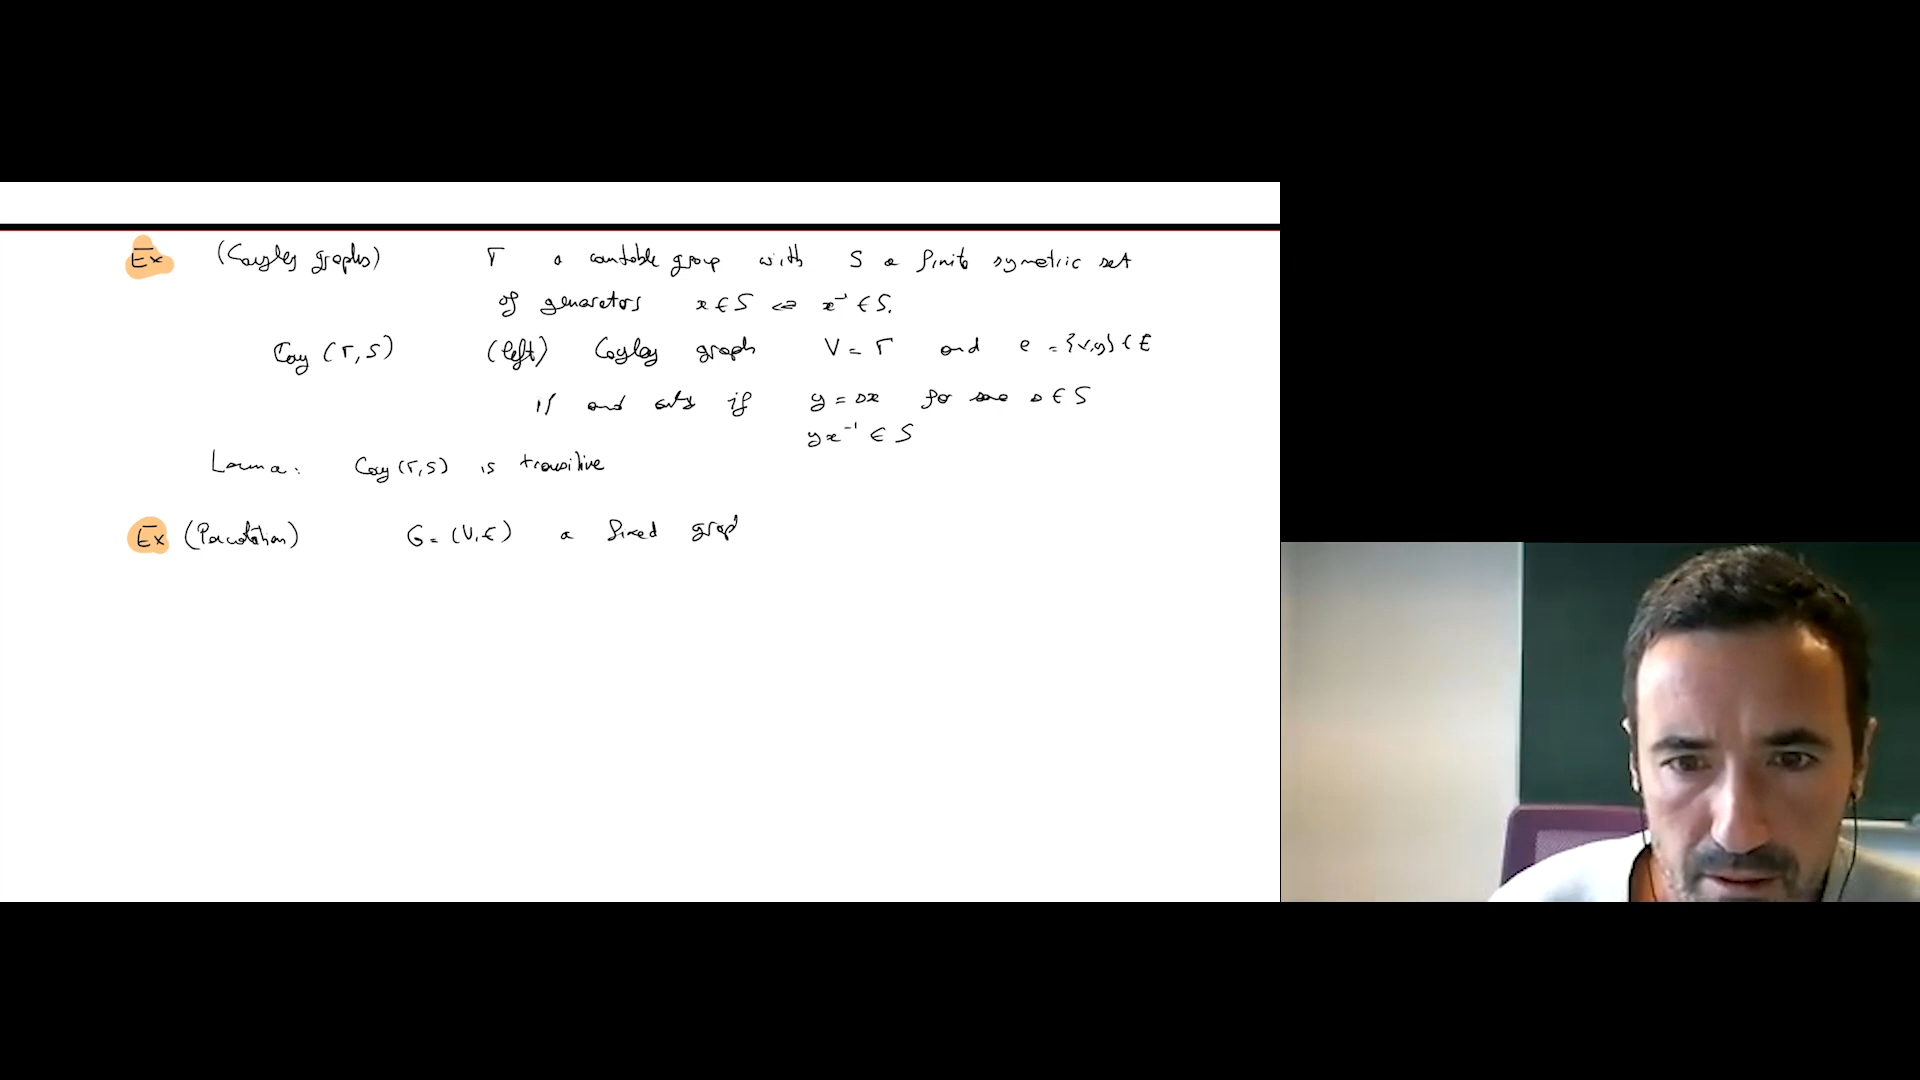 Ex (Cayley graphs) Γ a countable group with S a finite symetric set
of generators x ∈ S ⇔ x⁻¹ ∈ S.
Cay (Γ, S) (left) Cayley graph V = Γ and e = {x,y} ∈ E
if and only if y = sx for some s ∈ S
yx⁻¹ ∈ S
Lemma: Cay (Γ, S) is transitive
Ex (Percolation) G = (V, E) a fixed graph